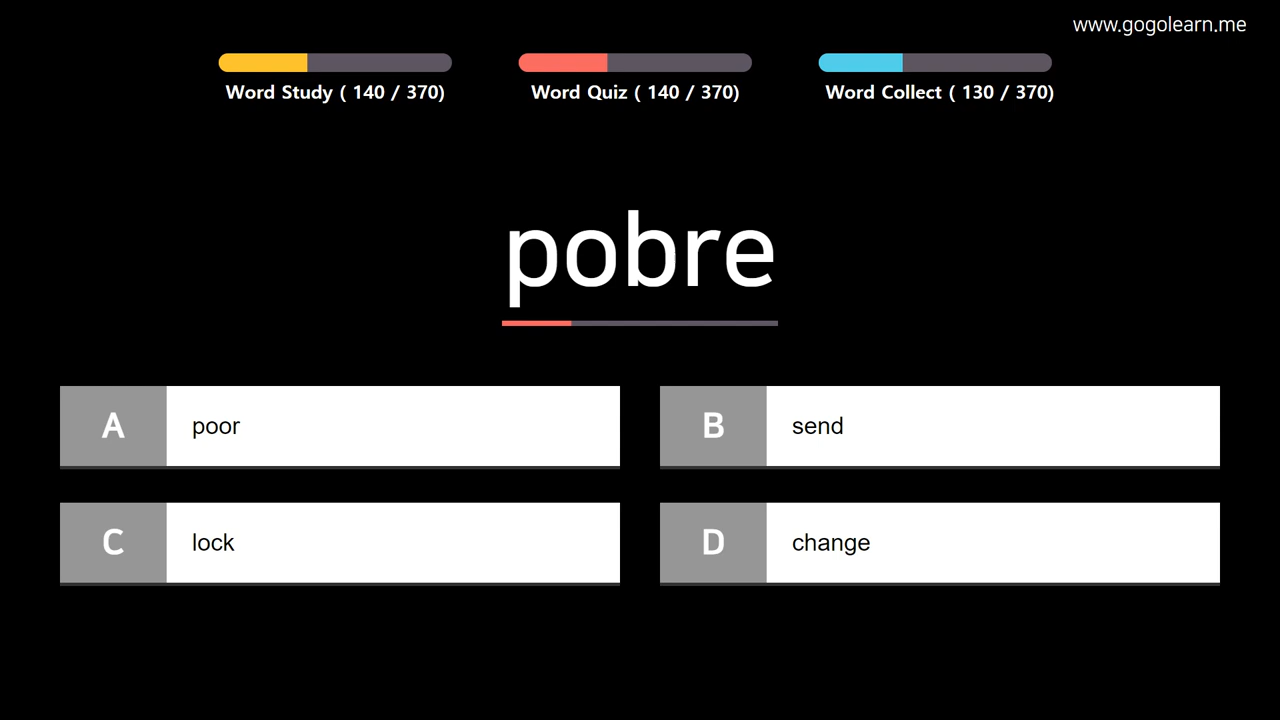 www.gogolearn.me
Word Study ( 140 / 370)
Word Quiz ( 140 / 370)
Word Collect ( 130 / 370)
pobre
A poor
B send
C lock
D change